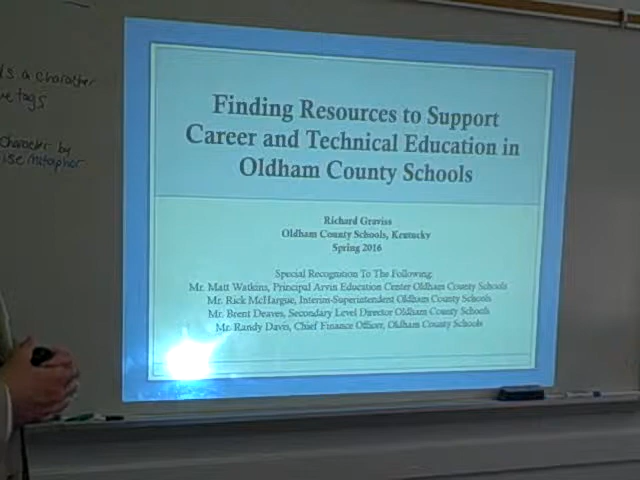 is a character
tags
character by
use metaphor
Finding Resources to Support
Career and Technical Education in
Oldham County Schools
Richard Graviss
Oldham County Schools, Kentucky
Spring 2016
Special Recognition To The Following:
Mr. Matt Watkins, Principal Arvin Education Center Oldham County Schools
Mr. Rick McHargue, Interim-Superintendent Oldham County Schools
Mr. Brent Deaves, Secondary Level Director Oldham County Schools
Mr. Randy Davis, Chief Finance Officer, Oldham County Schools